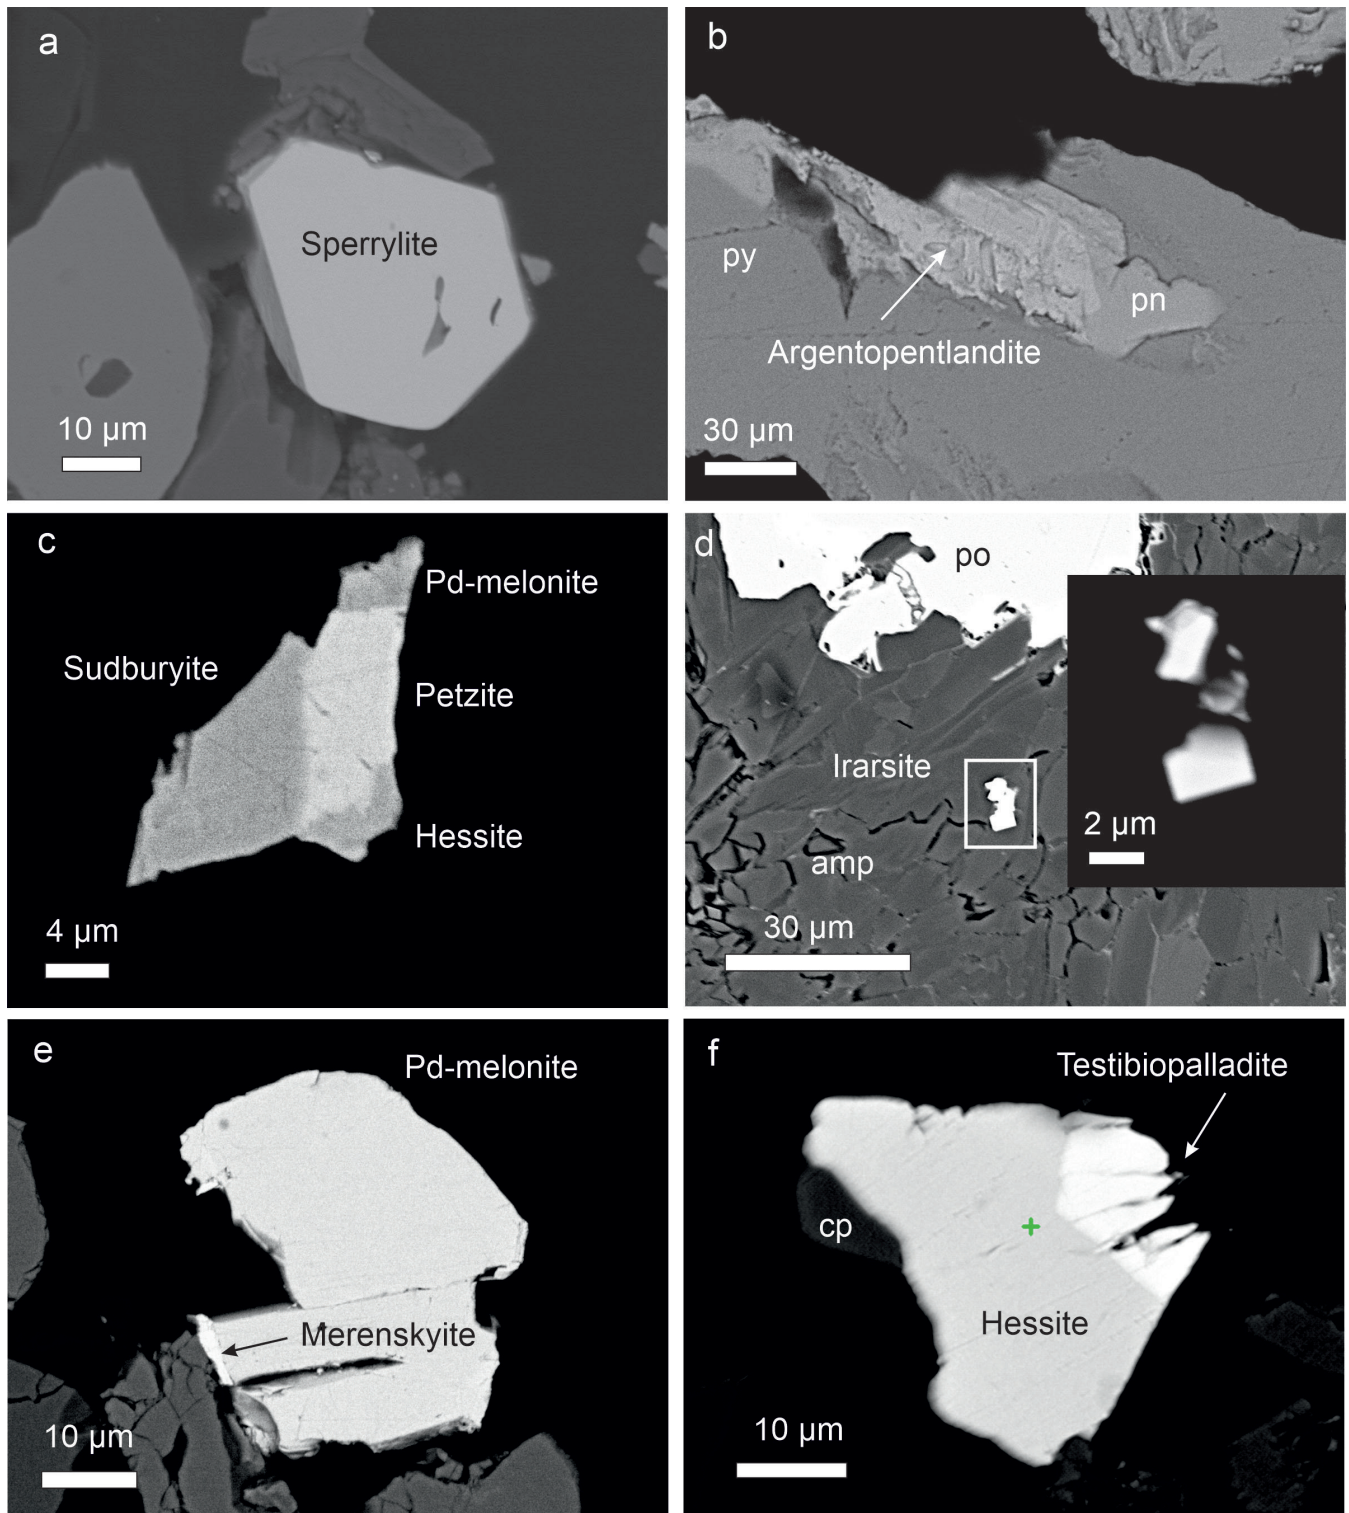 a
Sperrylite
10 µm
b
py
pn
Argentopentlandite
30 µm
c
Pd-melonite
Sudburyite
Petzite
Hessite
4 µm
d
po
Irarsite
2 µm
amp
30 µm
e
Pd-melonite
Merenskyite
10 µm
f
Testibiopalladite
cp
Hessite
10 µm